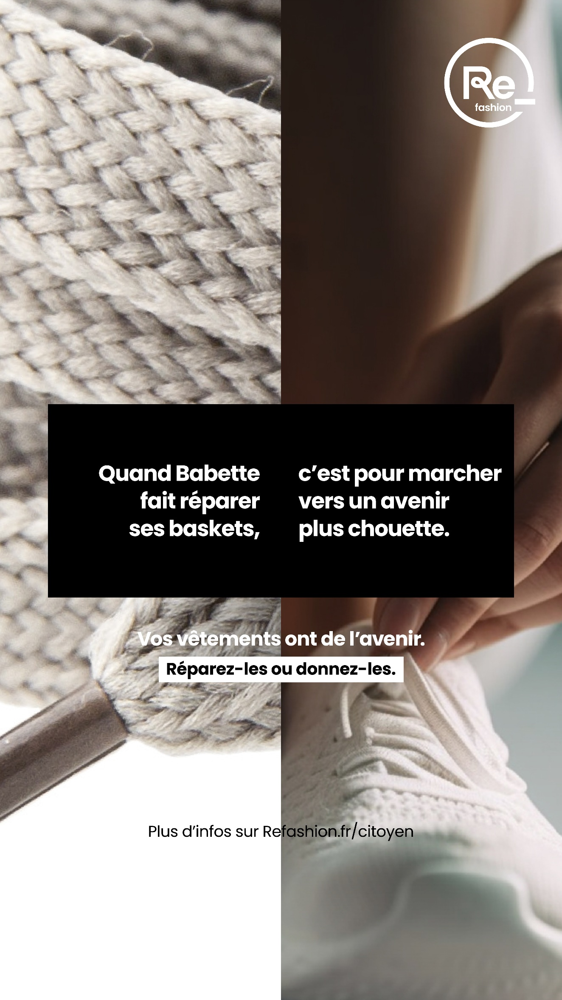 Re
fashion
Quand Babette
fait réparer
ses baskets,
c’est pour marcher
vers un avenir
plus chouette.
Vos vêtements ont de l’avenir.
Réparez-les ou donnez-les.
Plus d’infos sur Refashion.fr/citoyen